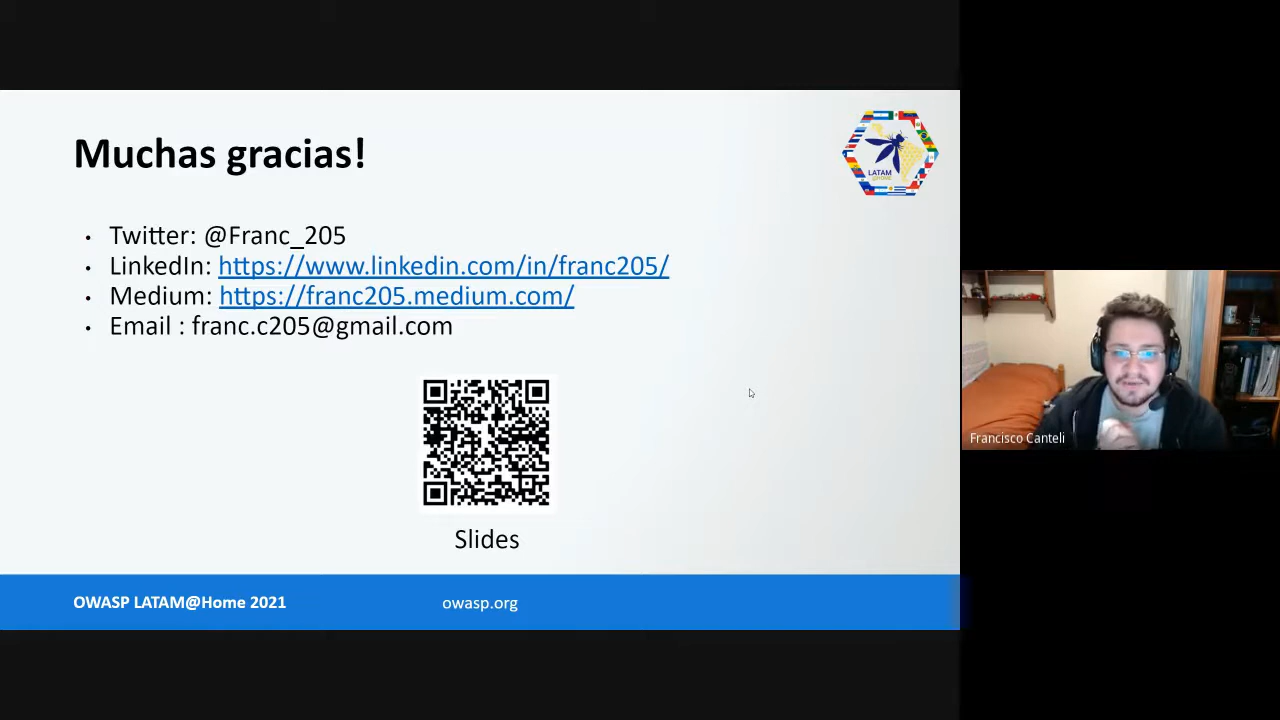 Muchas gracias!
LATAM
@HOME
• Twitter: @Franc_205
• LinkedIn: https://www.linkedin.com/in/franc205/
• Medium: https://franc205.medium.com/
• Email : franc.c205@gmail.com
Slides
OWASP LATAM@Home 2021
owasp.org
Francisco Canteli